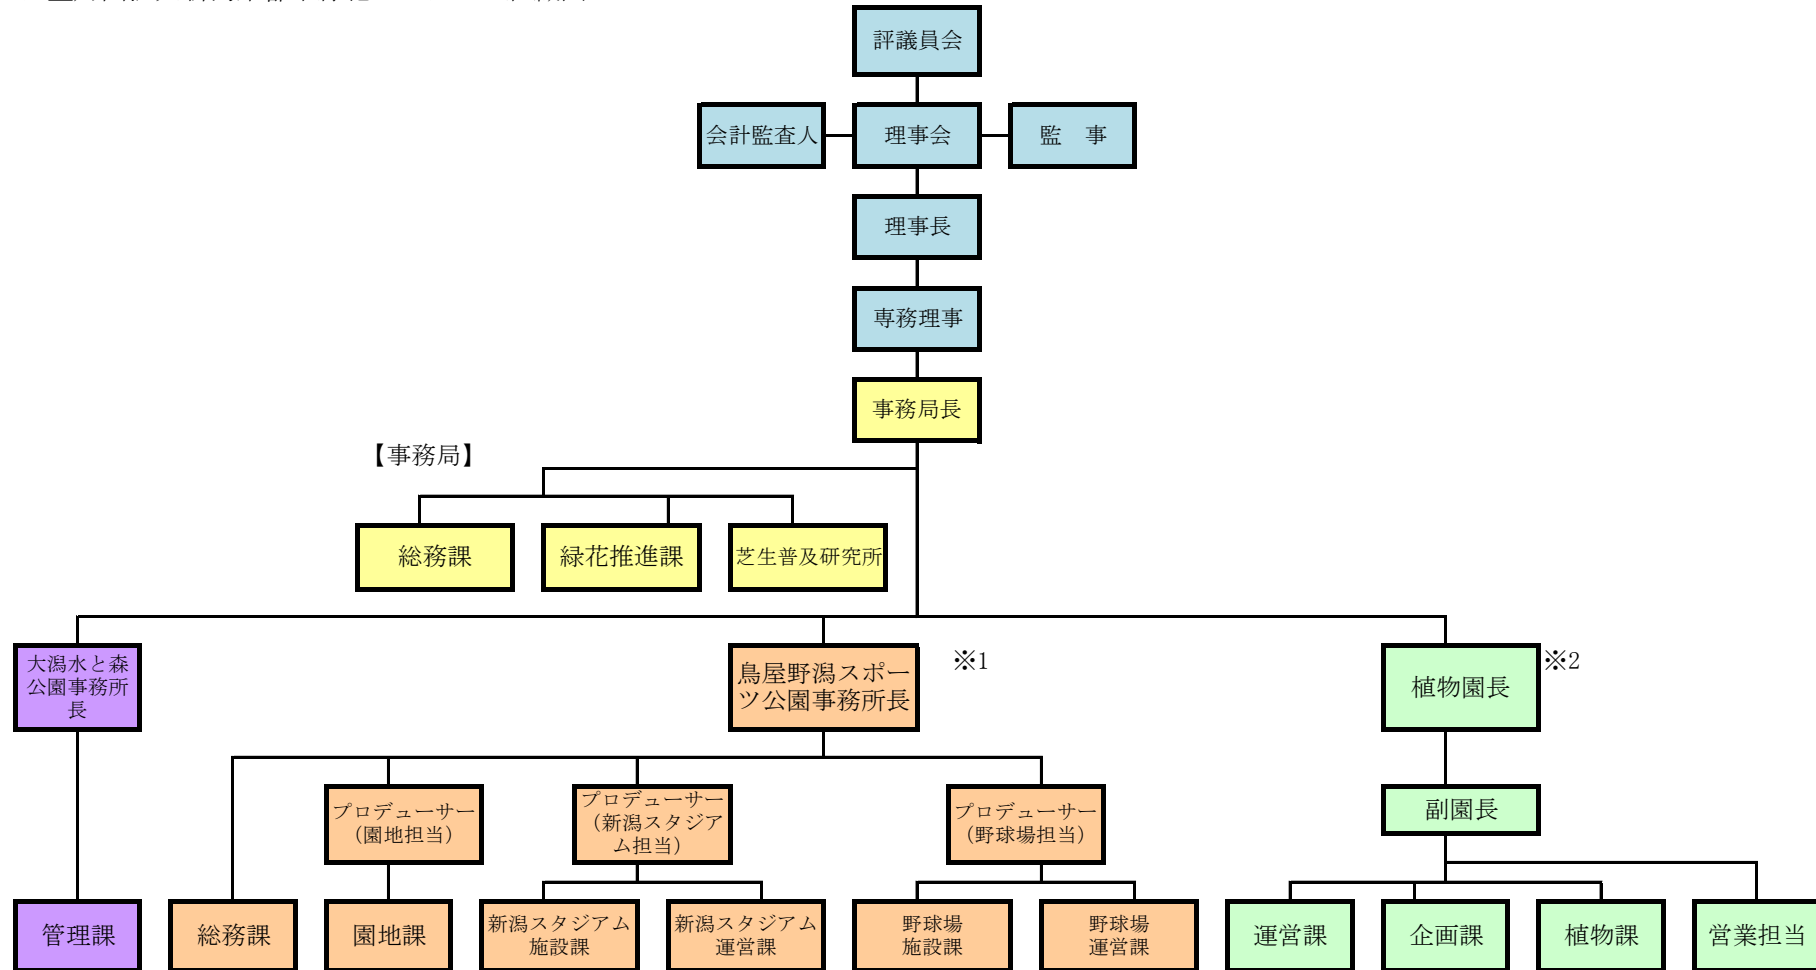 評議員会
会計監査人
理事会
監　事
理事長
専務理事
事務局長
【事務局】
総務課
緑花推進課
芝生普及研究所
大潟水と森
公園事務所
長
鳥屋野潟スポー
ツ公園事務所長
※1
植物園長
※2
プロデューサー
（園地担当）
プロデューサー
（新潟スタジア
ム担当）
プロデューサー
（野球場担当）
副園長
管理課
総務課
園地課
新潟スタジアム
施設課
新潟スタジアム
運営課
野球場
施設課
野球場
運営課
運営課
企画課
植物課
営業担当